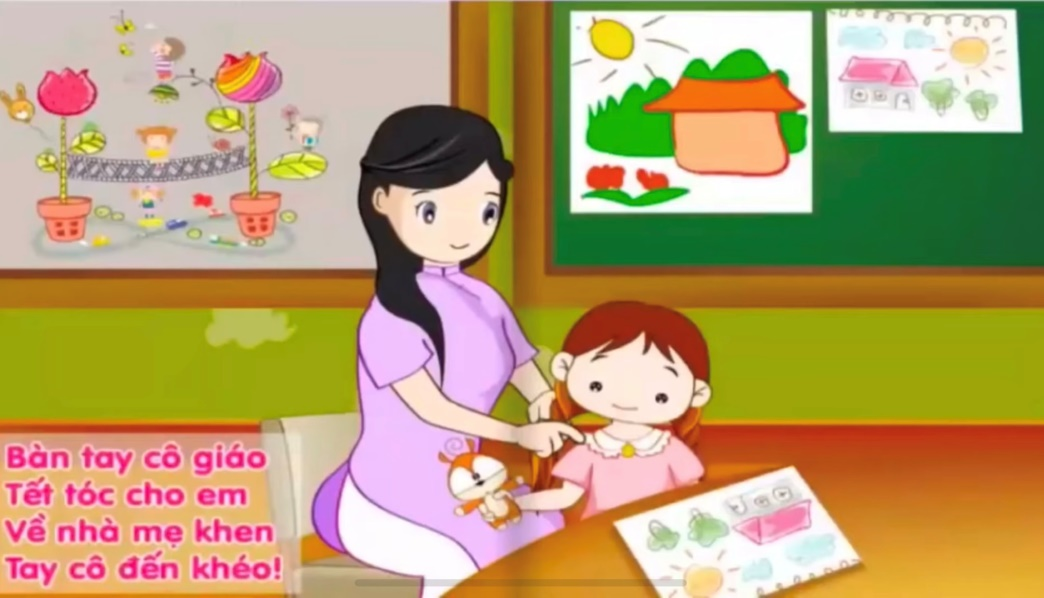 Bàn tay cô giáo
Tết tóc cho em
Về nhà mẹ khen
Tay cô đến khéo!